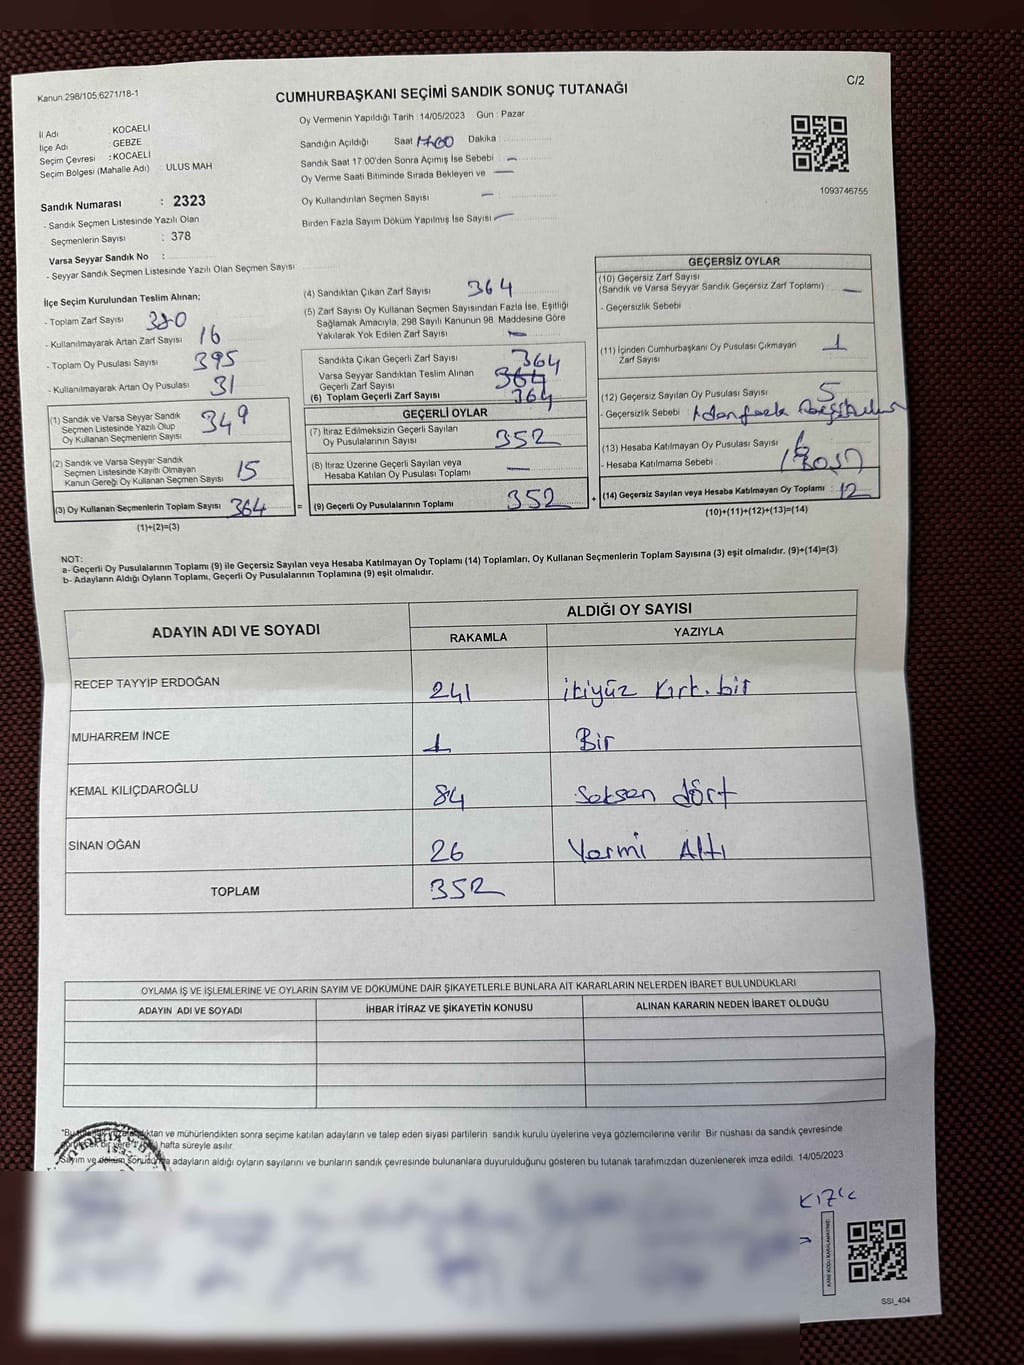 Kanun.298/105.6271/18-1
C/2
CUMHURBAŞKANI SEÇİMİ SANDIK SONUÇ TUTANAĞI
İl Adı : KOCAELİ
İlçe Adı : GEBZE
Seçim Çevresi : KOCAELİ
Seçim Bölgesi (Mahalle Adı) : ULUS MAH
Sandık Numarası : 2323
- Sandık Seçmen Listesinde Yazılı Olan
Seçmenlerin Sayısı : 378
Varsa Seyyar Sandık No :
- Seyyar Sandık Seçmen Listesinde Yazılı Olan Seçmen Sayısı
Oy Vermenin Yapıldığı Tarih : 14/05/2023 Gün : Pazar
Sandığın Açıldığı Saat 17:00 Dakika
Sandık Saat 17:00'den Sonra Açımış İse Sebebi —
Oy Verme Saati Bitiminde Sırada Bekleyen ve —
Oy Kullandırılan Seçmen Sayısı —
Birden Fazla Sayım Döküm Yapılmış İse Sayısı —
1093746755
İlçe Seçim Kurulundan Teslim Alınan;
- Toplam Zarf Sayısı 380
- Kullanılmayarak Artan Zarf Sayısı 16
- Toplam Oy Pusulası Sayısı 395
- Kullanılmayarak Artan Oy Pusulası 31
(1) Sandık ve Varsa Seyyar Sandık
Seçmen Listesinde Yazılı Olup
Oy Kullanan Seçmenlerin Sayısı 349
(2) Sandık ve Varsa Seyyar Sandık
Seçmen Listesinde Kayıtlı Olmayan
Kanun Gereği Oy Kullanan Seçmen Sayısı 15
(3) Oy Kullanan Seçmenlerin Toplam Sayısı 364
(1)+(2)=(3)
(4) Sandıktan Çıkan Zarf Sayısı 364
(5) Zarf Sayısı Oy Kullanan Seçmen Sayısından Fazla İse, Eşitliği
Sağlamak Amacıyla, 298 Sayılı Kanunun 98. Maddesine Göre
Yakılarak Yok Edilen Zarf Sayısı —
Sandıkta Çıkan Geçerli Zarf Sayısı 364
Varsa Seyyar Sandıktan Teslim Alınan
Geçerli Zarf Sayısı 364
(6) Toplam Geçerli Zarf Sayısı 364
GEÇERLİ OYLAR
(7) İtiraz Edilmeksizin Geçerli Sayılan
Oy Pusulalarının Sayısı 352
(8) İtiraz Üzerine Geçerli Sayılan veya
Hesaba Katılan Oy Pusulası Toplamı —
=
(9) Geçerli Oy Pusulalarının Toplamı 352
+
GEÇERSİZ OYLAR
(10) Geçersiz Zarf Sayısı
(Sandık ve Varsa Seyyar Sandık Geçersiz Zarf Toplamı) —
- Geçersizlik Sebebi
(11) İçinden Cumhurbaşkanı Oy Pusulası Çıkmayan
Zarf Sayısı 1
(12) Geçersiz Sayılan Oy Pusulası Sayısı 5
- Geçersizlik Sebebi
(13) Hesaba Katılmayan Oy Pusulası Sayısı 6
- Hesaba Katılmama Sebebi
(14) Geçersiz Sayılan veya Hesaba Katılmayan Oy Toplamı : 12
(10)+(11)+(12)+(13)=(14)
NOT:
a- Geçerli Oy Pusulalarının Toplamı (9) ile Geçersiz Sayılan veya Hesaba Katılmayan Oy Toplamı (14) Toplamları, Oy Kullanan Seçmenlerin Toplam Sayısına (3) eşit olmalıdır. (9)+(14)=(3)
b- Adayların Aldığı Oyların Toplamı, Geçerli Oy Pusulalarının Toplamına (9) eşit olmalıdır.
ADAYIN ADI VE SOYADI
ALDIĞI OY SAYISI
RAKAMLA YAZIYLA
RECEP TAYYIP ERDOĞAN 241 ikiyüz kırk.bir
MUHARREM İNCE 1 Bir
KEMAL KILIÇDAROĞLU 84 Seksen dört
SİNAN OĞAN 26 Yirmi Altı
TOPLAM 352
OYLAMA İŞ VE İŞLEMLERİNE VE OYLARIN SAYIM VE DÖKÜMÜNE DAİR ŞİKAYETLERLE BUNLARA AİT KARARLARIN NELERDEN İBARET BULUNDUKLARI
ADAYIN ADI VE SOYADI İHBAR İTİRAZ VE ŞİKAYETİN KONUSU ALINAN KARARIN NEDEN İBARET OLDUĞU
ve mühürlendikten sonra seçime katılan adayların ve talep eden siyasi partilerin sandık kurulu üyelerine veya gözlemcilerine verilir. Bir nüshası da sandık çevresinde
hafta süreyle asılır.
Sayım ve döküm sonucunda adayların aldığı oyların sayılarını ve bunların sandık çevresinde bulunanlara duyurulduğunu gösteren bu tutanak tarafımızdan düzenlenerek imza edildi. 14/05/2023
SSI_404